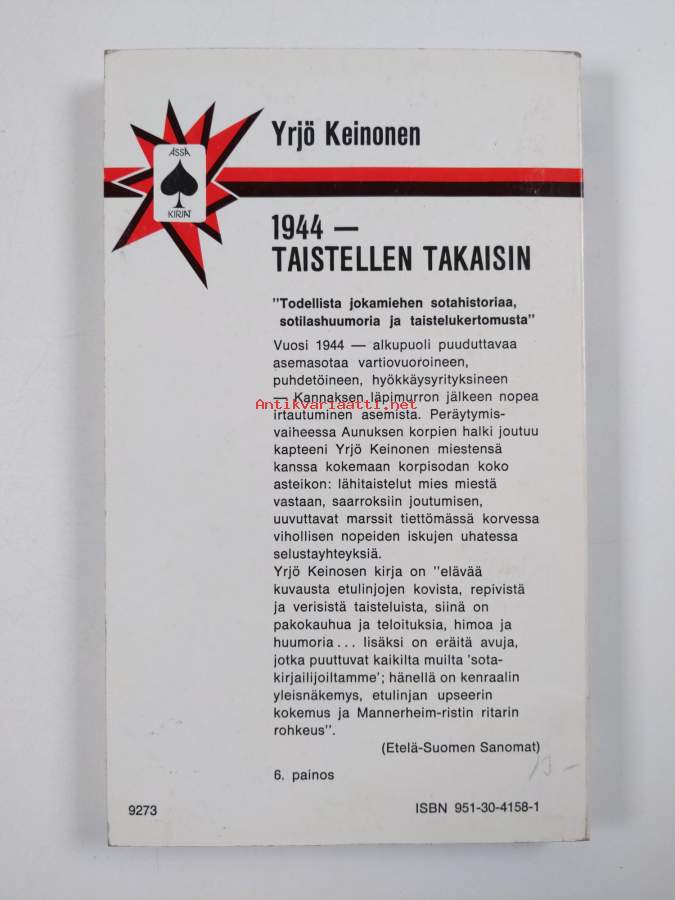 Yrjö Keinonen
ÄSSÄ
KIRJAT
1944 —
TAISTELLEN TAKAISIN
"Todellista jokamiehen sotahistoriaa,
sotilashuumoria ja taistelukertomusta"
Vuosi 1944 — alkupuoli puuduttavaa
asemasotaa vartiovuoroineen,
puhdetöineen, hyökkäysyrityksineen
— Kannaksen läpimurron jälkeen nopea
Antikvariaatti.net
irtautuminen asemista. Peräytymis-
vaiheessa Aunuksen korpien halki joutuu
kapteeni Yrjö Keinonen miestensä
kanssa kokemaan korpisodan koko
asteikon: lähitaistelut mies miestä
vastaan, saarroksiin joutumisen,
uuvuttavat marssit tiettömässä korvessa
vihollisen nopeiden iskujen uhatessa
selustayhteyksiä.
Yrjö Keinosen kirja on "elävää
kuvausta etulinjojen kovista, repivistä
ja verisistä taisteluista, siinä on
pakokauhua ja teloituksia, himoa ja
huumoria... lisäksi on eräitä avuja,
jotka puuttuvat kaikilta muilta 'sota-
kirjailijoiltamme'; hänellä on kenraalin
yleisnäkemys, etulinjan upseerin
kokemus ja Mannerheim-ristin ritarin
rohkeus".
(Etelä-Suomen Sanomat)
6. painos
13-
9273
ISBN 951-30-4158-1